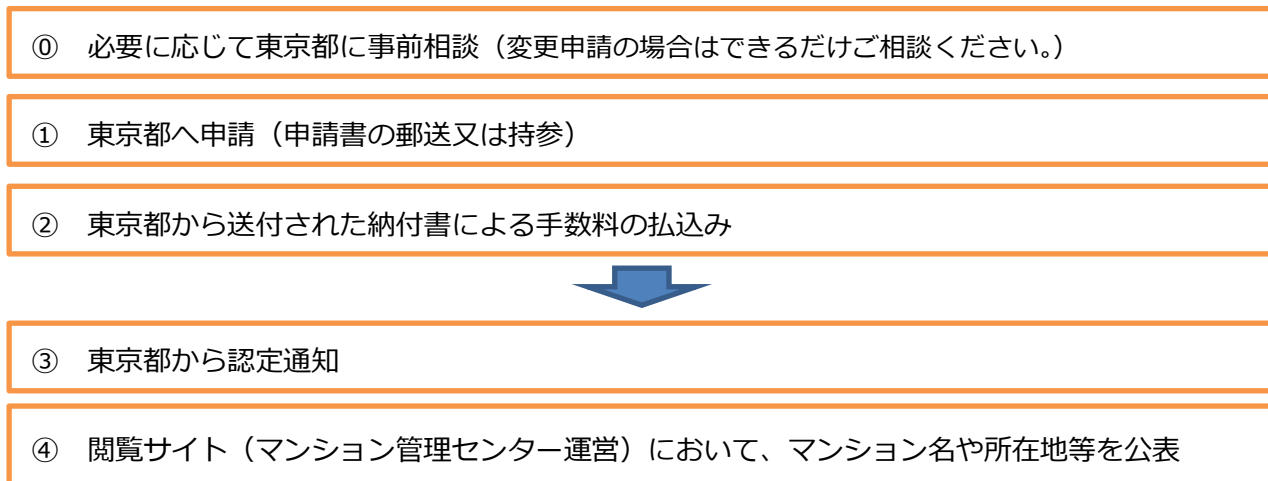 ⓪ 必要に応じて東京都に事前相談（変更申請の場合はできるだけご相談ください。）
① 東京都へ申請（申請書の郵送又は持参）
② 東京都から送付された納付書による手数料の払込み
③ 東京都から認定通知
④ 閲覧サイト（マンション管理センター運営）において、マンション名や所在地等を公表